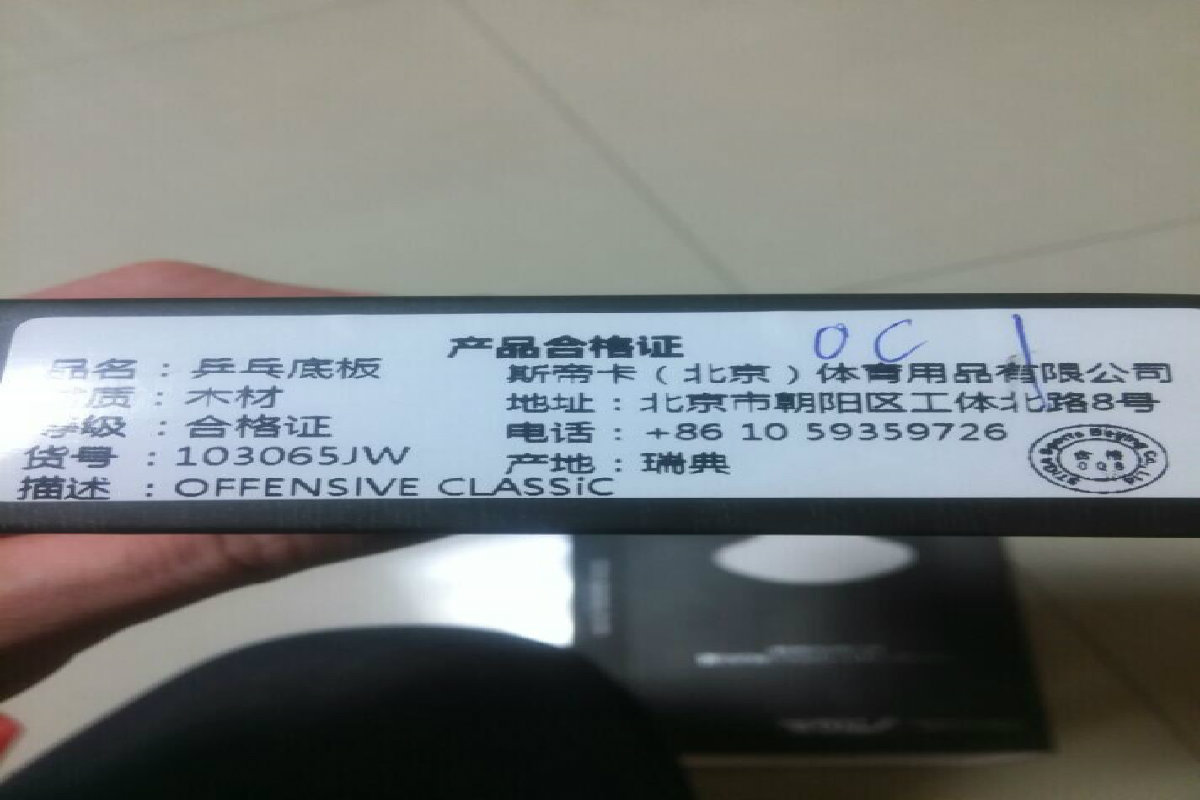 产品合格证
OC 1
品名：乒乓底板
材质：木材
等级：合格证
货号：103065JW
描述：OFFENSIVE CLASSiC
斯帝卡（北京）体育用品有限公司
地址：北京市朝阳区工体北路8号
电话：+86 10 59359726
产地：瑞典